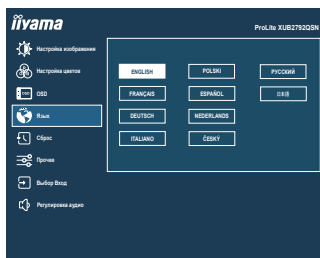 iiyama
ProLite XUB2792QSN
Настройка изображения
Настройка цветов
OSD
OSD
Язык
Сброс
Прочее
Выбор Вход
Регулировка аудио
ENGLISH
POLSKI
РУССКИЙ
FRANÇAIS
ESPAÑOL
日本語
DEUTSCH
NEDERLANDS
ITALIANO
ČESKÝ